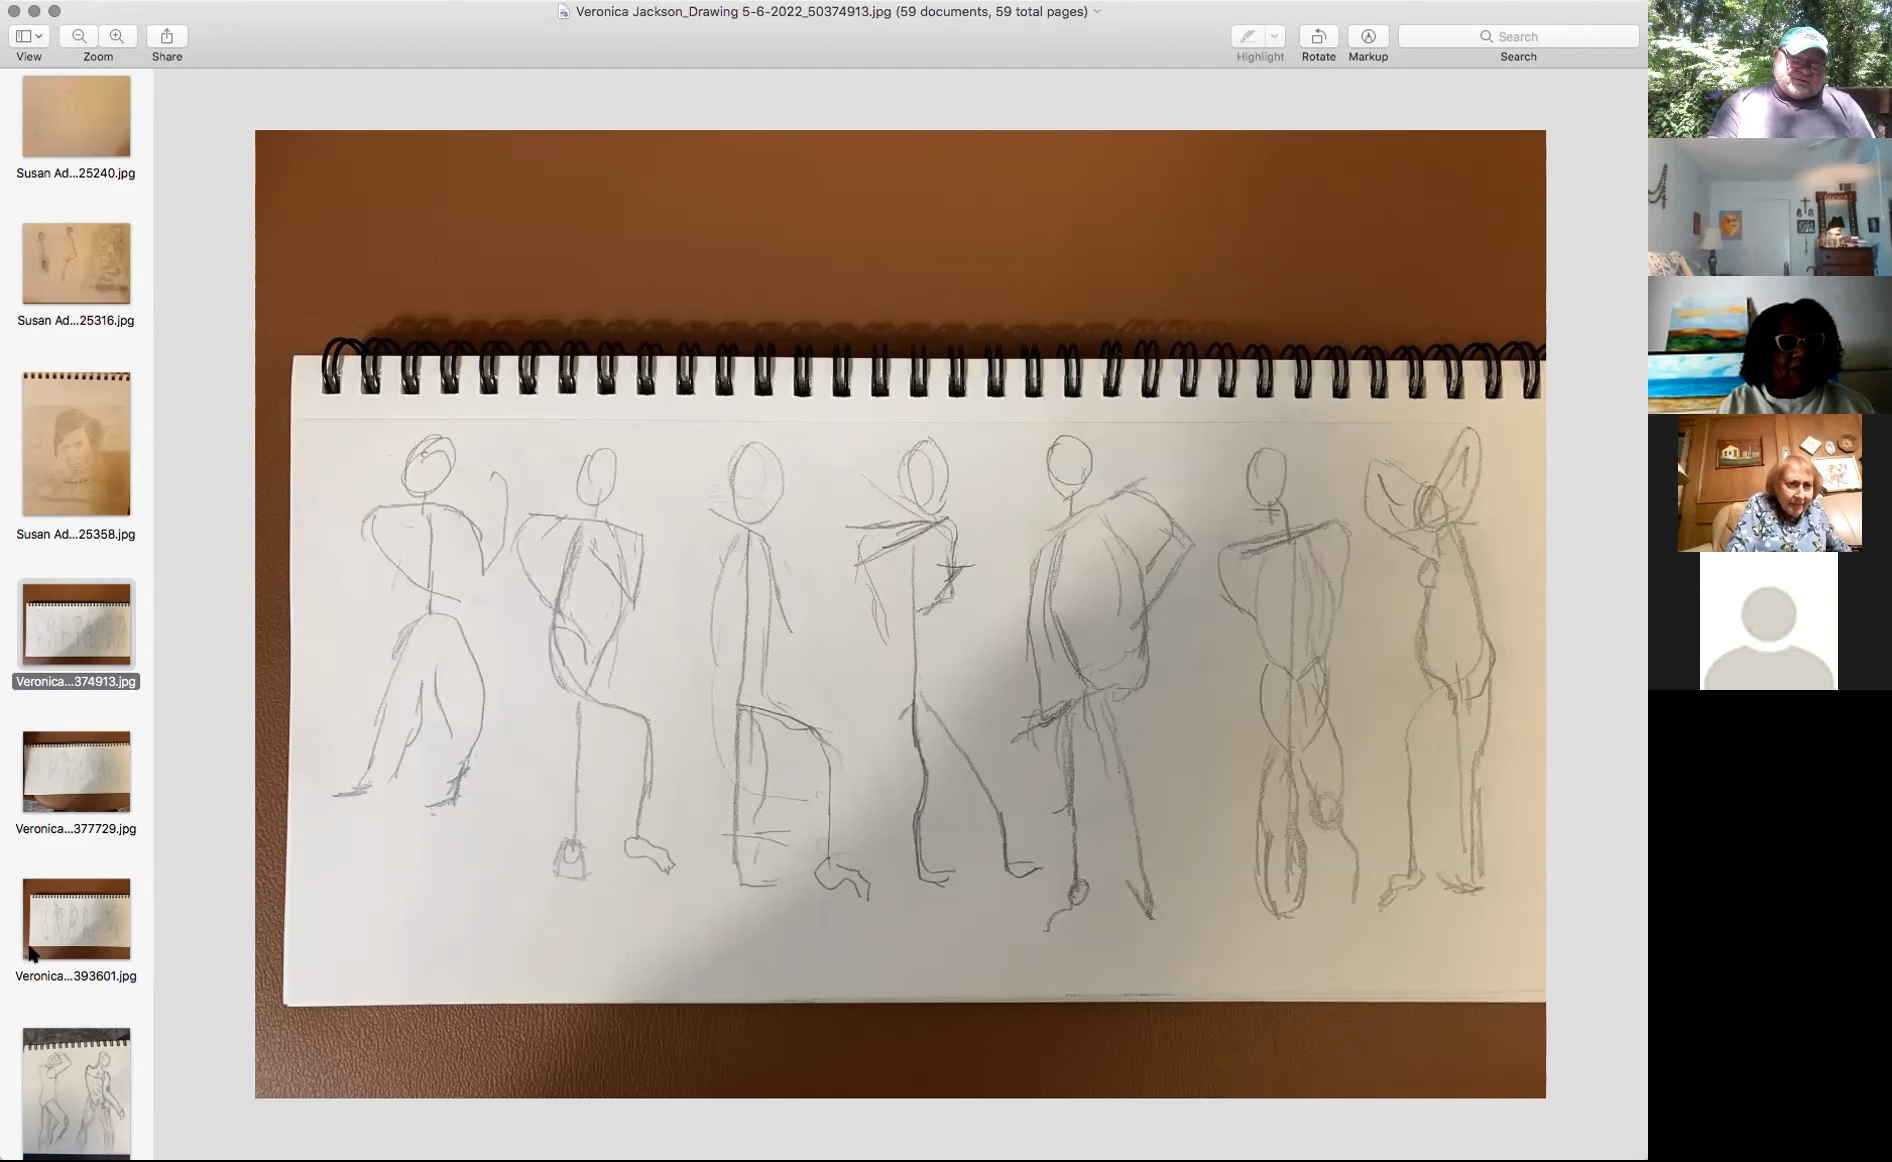 Veronica Jackson_Drawing 5-6-2022_50374913.jpg (59 documents, 59 total pages)
View
Zoom
Share
Highlight
Rotate
Markup
Search
Search
Susan Ad...25240.jpg
Susan Ad...25316.jpg
Susan Ad...25358.jpg
Veronica...374913.jpg
Veronica...377729.jpg
Veronica...393601.jpg